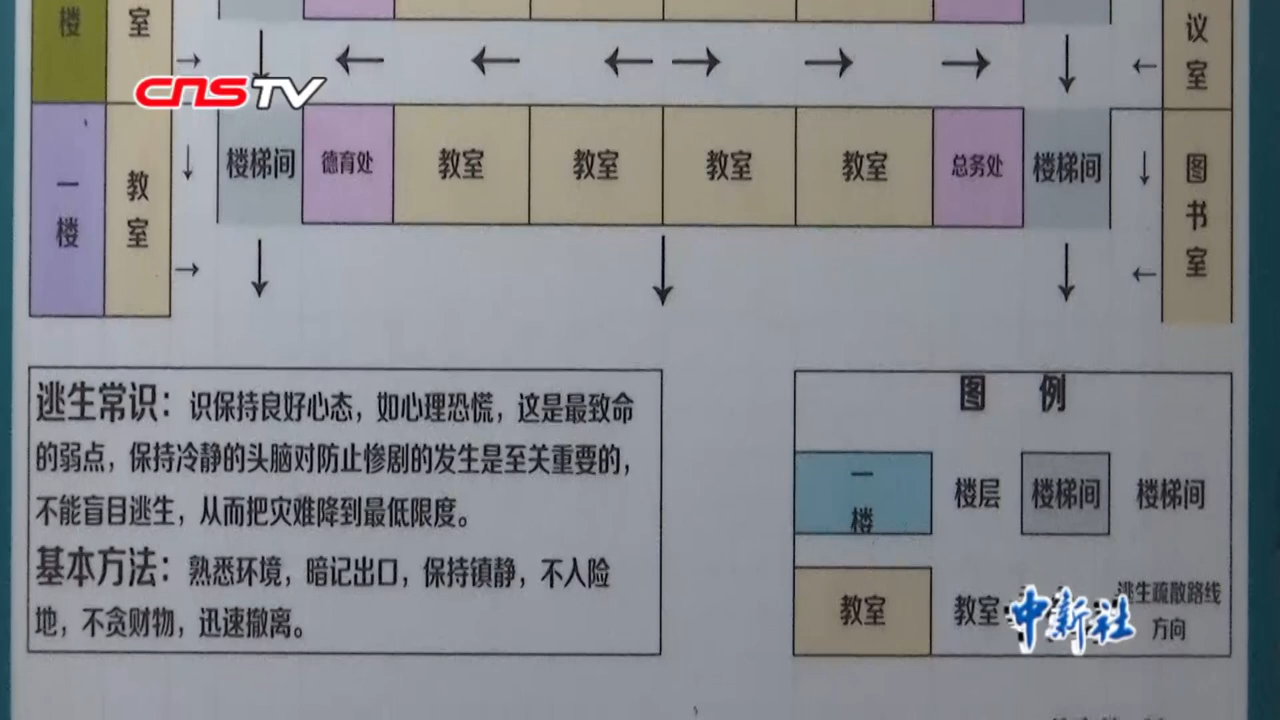 楼
室
议
室
CNSTV
一
楼
教
室
楼梯间
德育处
教室
教室
教室
教室
总务处
楼梯间
图
书
室
逃生常识：识保持良好心态，如心理恐慌，这是最致命
的弱点，保持冷静的头脑对防止惨剧的发生是至关重要的，
不能盲目逃生，从而把灾难降到最低限度。
基本方法：熟悉环境，暗记出口，保持镇静，不入险
地，不贪财物，迅速撤离。
图 例
一
楼
楼层
楼梯间
楼梯间
教室
教室
逃生疏散路线
方向
中新社